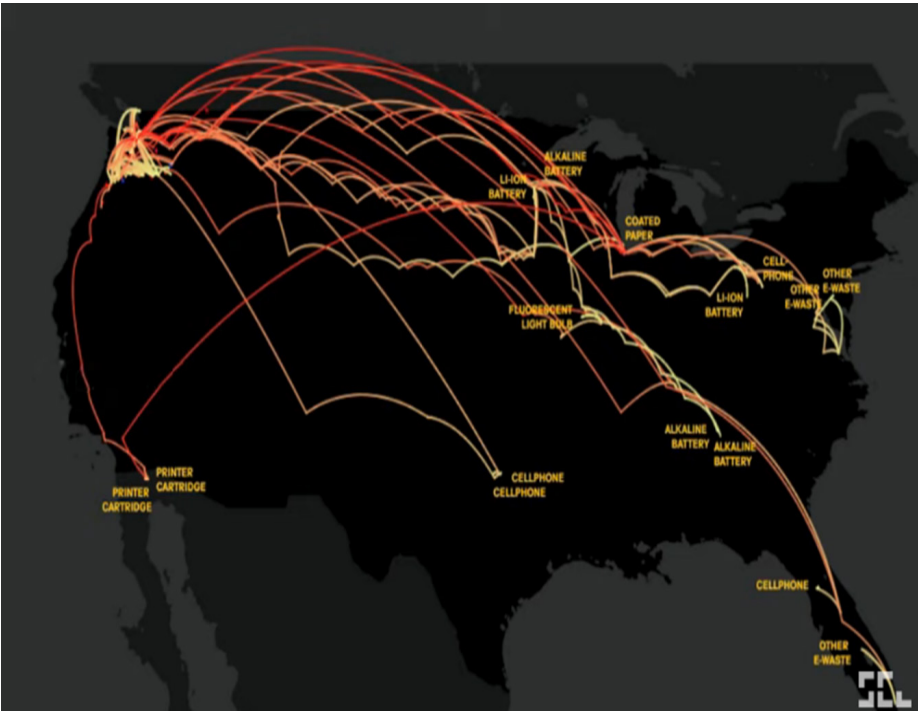 ALKALINE
BATTERY
LI-ION
BATTERY
COATED
PAPER
CELL-
PHONE
OTHER
E-WASTE
OTHER
E-WASTE
LI-ION
BATTERY
FLUORESCENT
LIGHT BULB
ALKALINE
BATTERY
ALKALINE
BATTERY
PRINTER
CARTRIDGE
PRINTER
CARTRIDGE
CELLPHONE
CELLPHONE
CELLPHONE
OTHER
E-WASTE
SCL